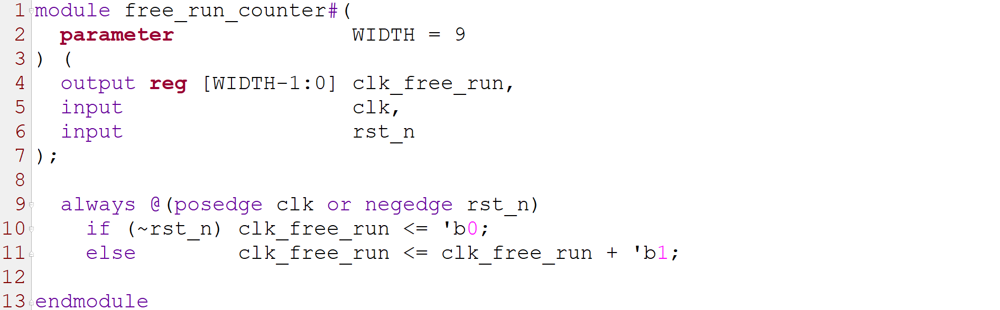 1 module free_run_counter#(
2   parameter              WIDTH = 9
3 ) (
4   output reg [WIDTH-1:0] clk_free_run,
5   input                  clk,
6   input                  rst_n
7 );
8
9   always @(posedge clk or negedge rst_n)
10     if (~rst_n) clk_free_run <= 'b0;
11     else        clk_free_run <= clk_free_run + 'b1;
12
13 endmodule